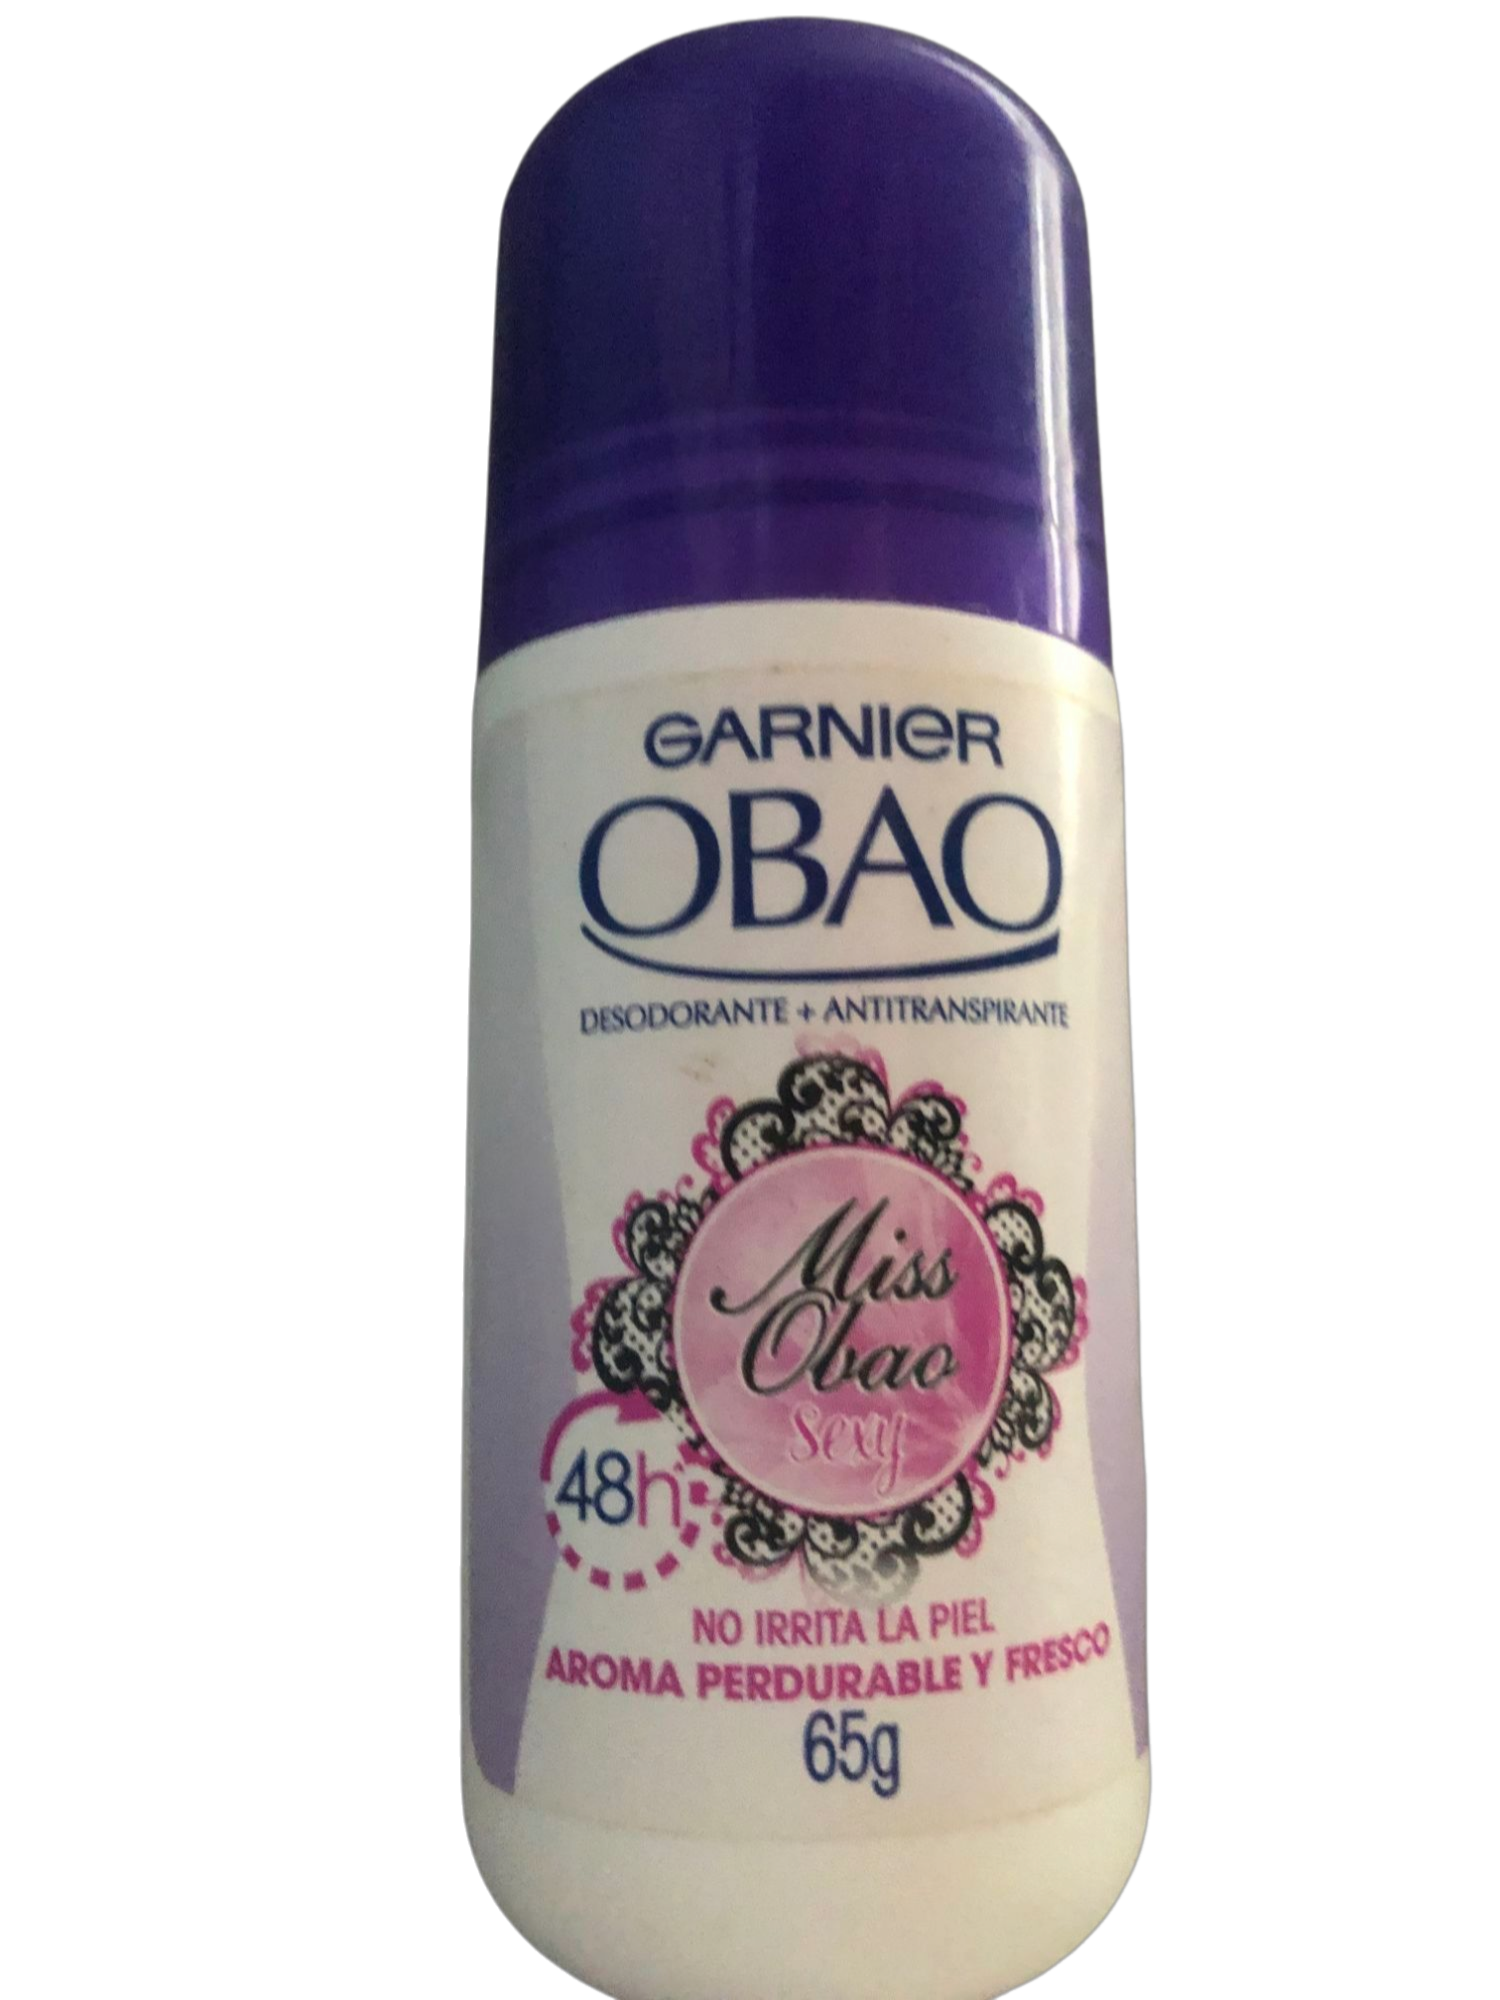 GARNIER
OBAO
DESODORANTE + ANTITRANSPIRANTE
Miss
Obao
Sexy
48h
NO IRRITA LA PIEL
AROMA PERDURABLE Y FRESCO
65g